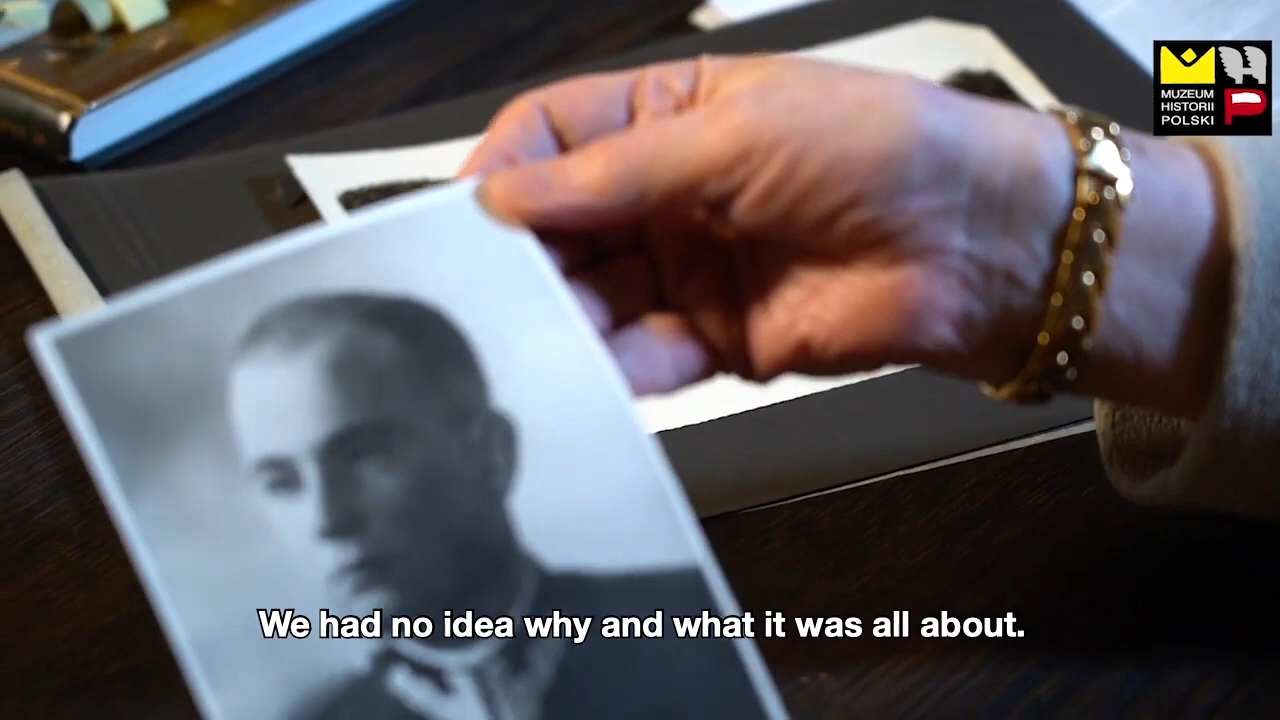 MUZEUM
HISTORII
POLSKI
We had no idea why and what it was all about.